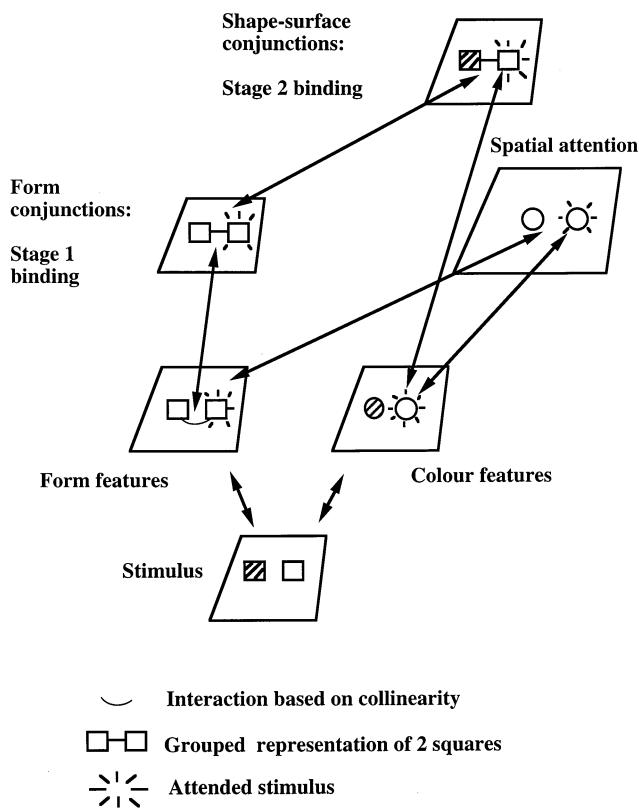 Shape-surface
conjunctions:
Stage 2 binding
Spatial attention
Form
conjunctions:
Stage 1
binding
Form features
Colour features
Stimulus
Interaction based on collinearity
Grouped representation of 2 squares
Attended stimulus